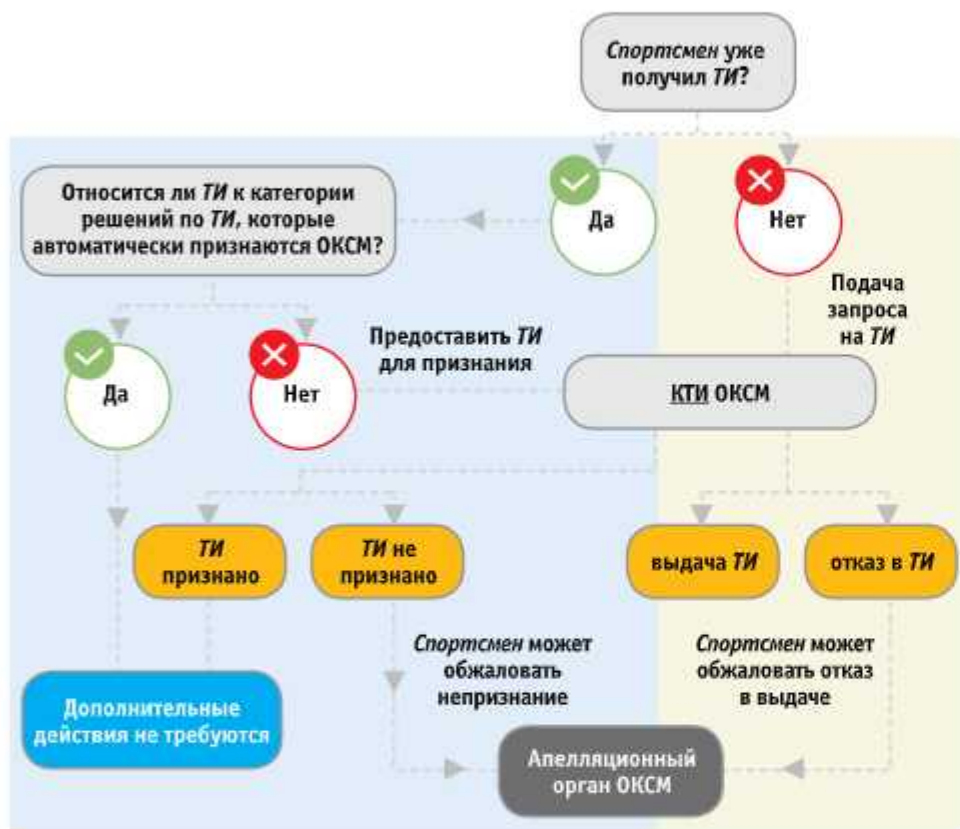 Спортсмен уже
получил ТИ?
Да
Нет
Относится ли ТИ к категории
решений по ТИ, которые
автоматически признаются ОКСМ?
Подача
запроса
на ТИ
Да
Нет
Предоставить ТИ
для признания
КТИ ОКСМ
ТИ
признано
ТИ не
признано
выдача ТИ
отказ в ТИ
Спортсмен может
обжаловать
непризнание
Спортсмен может
обжаловать отказ
в выдаче
Дополнительные
действия не требуются
Апелляционный
орган ОКСМ